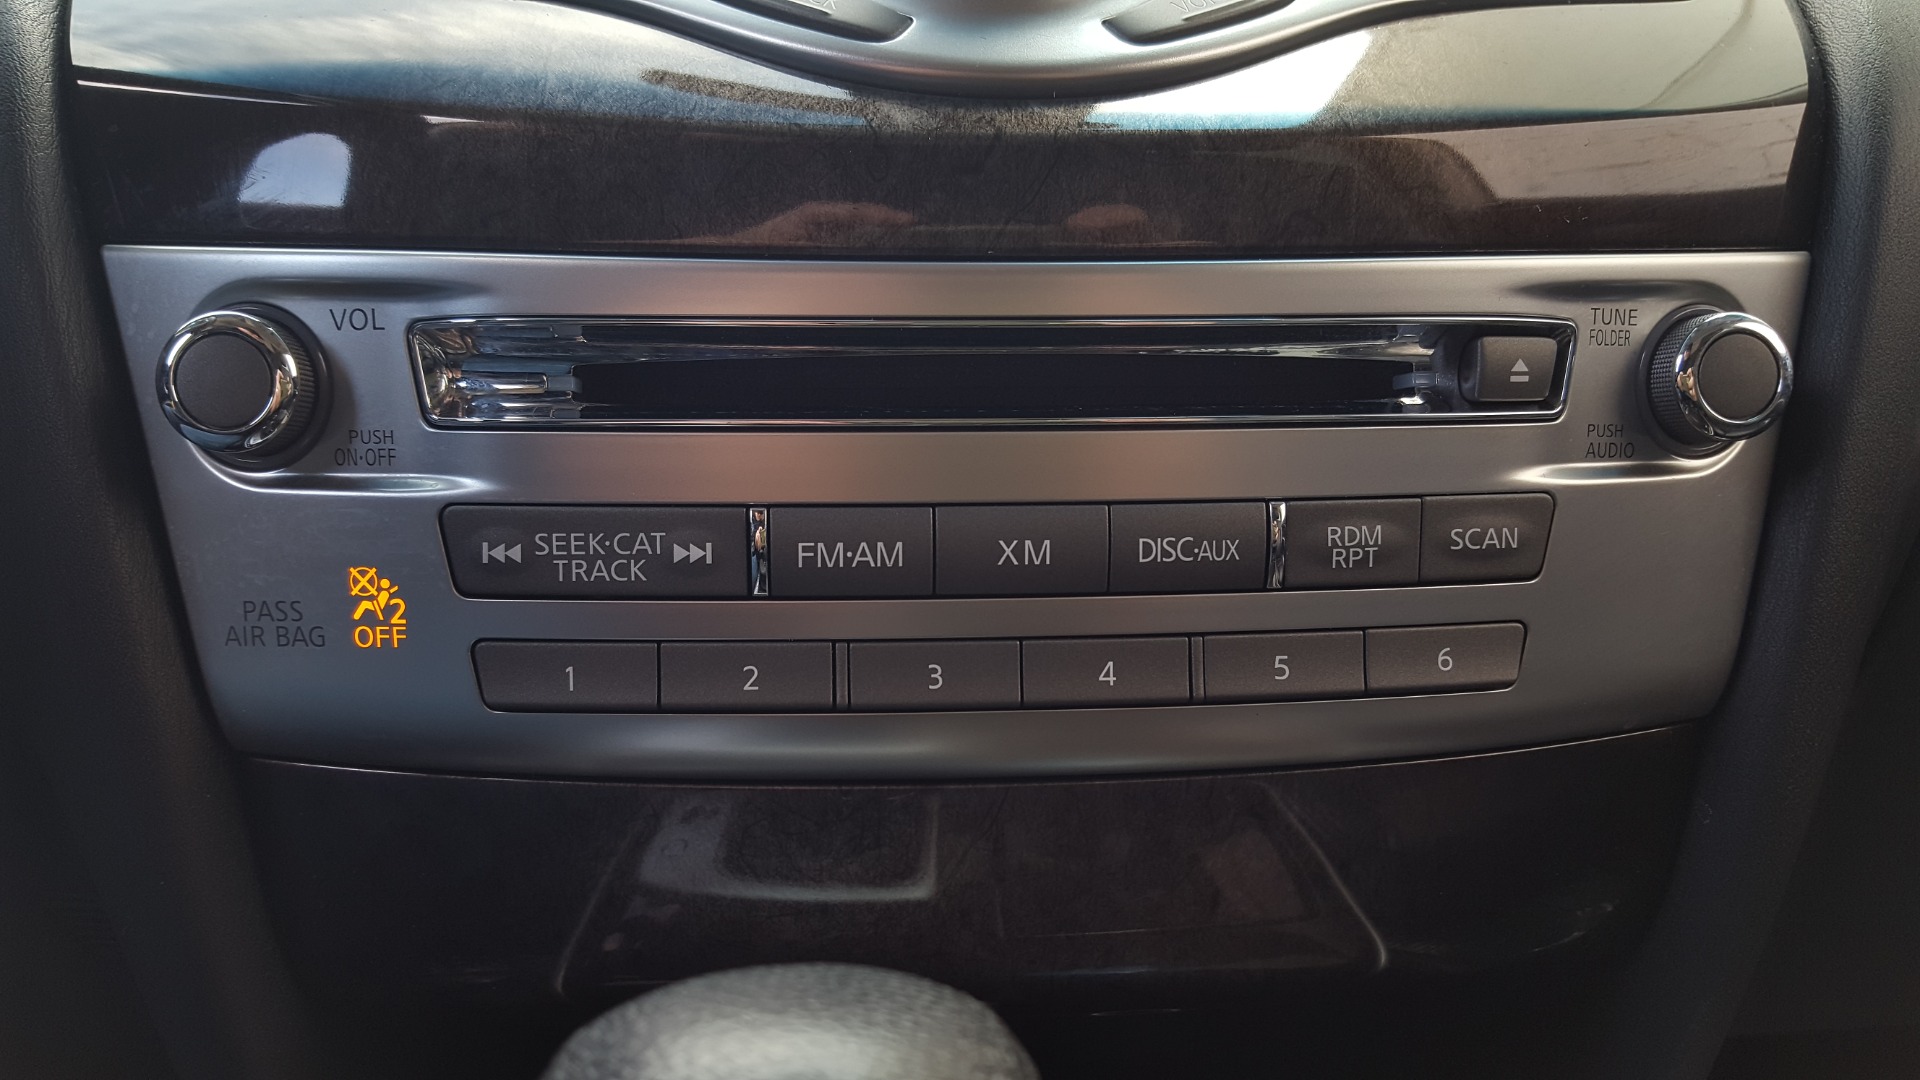 VOL
PUSH
ON·OFF
TUNE
FOLDER
PUSH
AUDIO
SEEK·CAT
TRACK
FM·AM
XM
DISC·AUX
RDM
RPT
SCAN
PASS
AIR BAG
2
OFF
1
2
3
4
5
6